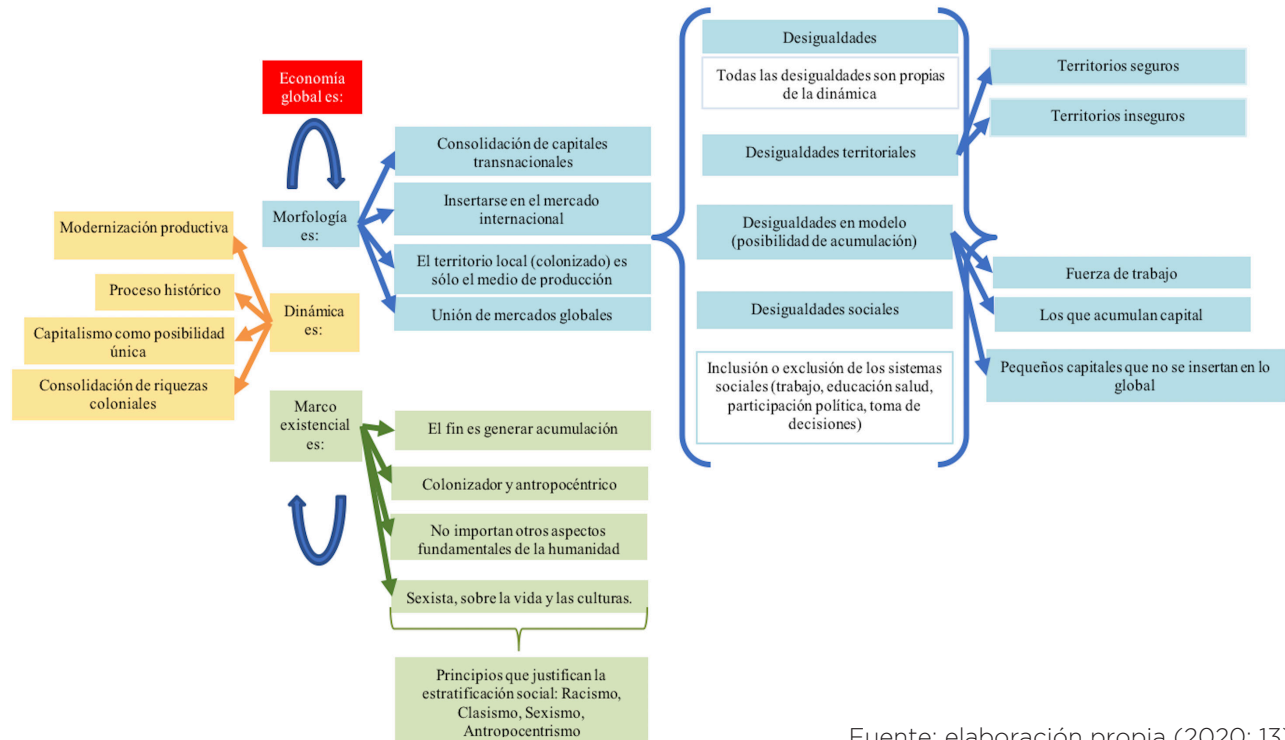 Economía
global es:
Morfología
es:
Consolidación de capitales
transnacionales
Insertarse en el mercado
internacional
El territorio local (colonizado) es
sólo el medio de producción
Unión de mercados globales
Dinámica
es:
Modernización productiva
Proceso histórico
Capitalismo como posibilidad
única
Consolidación de riquezas
coloniales
Marco
existencial
es:
El fin es generar acumulación
Colonizador y antropocéntrico
No importan otros aspectos
fundamentales de la humanidad
Sexista, sobre la vida y las culturas.
Principios que justifican la
estratificación social: Racismo,
Clasismo, Sexismo,
Antropocentrismo
Desigualdades
Todas las desigualdades son propias
de la dinámica
Desigualdades territoriales
Desigualdades en modelo
(posibilidad de acumulación)
Desigualdades sociales
Inclusión o exclusión de los sistemas
sociales (trabajo, educación salud,
participación política, toma de
decisiones)
Territorios seguros
Territorios inseguros
Fuerza de trabajo
Los que acumulan capital
Pequeños capitales que no se insertan en lo
global
Fuente: elaboración propia (2020: